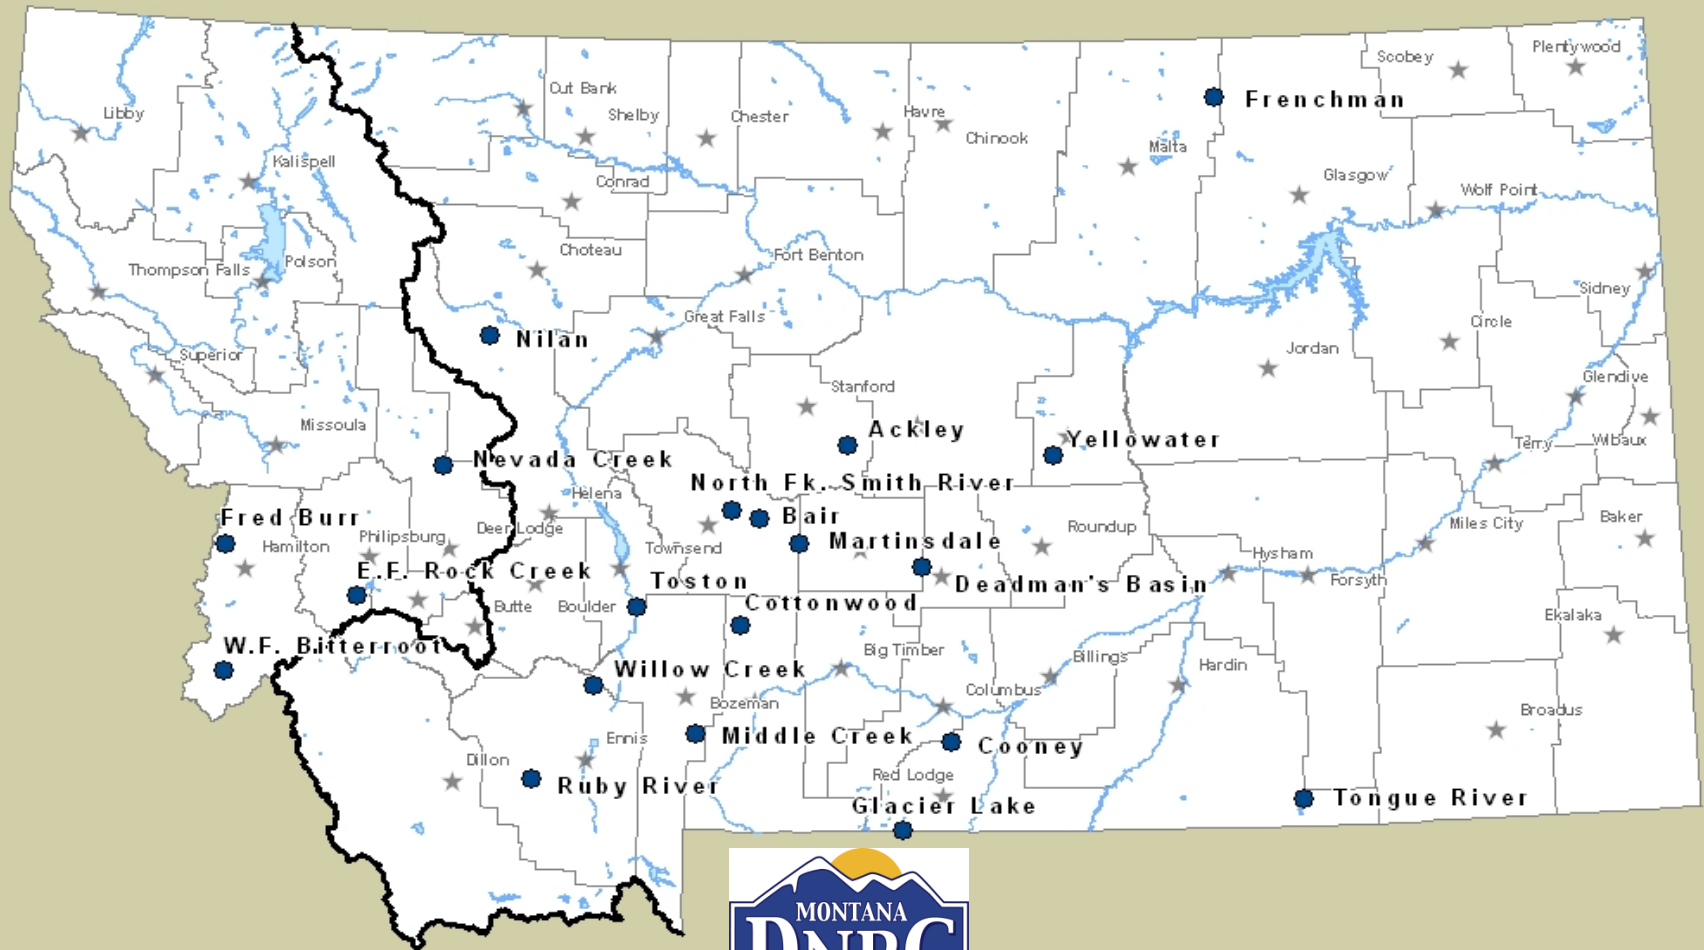 Plentywood
Scobey
Cut Bank
Frenchman
Libby
Shelby
Chester
Havre
Chinook
Malta
Kalispell
Conrad
Glasgow
Wolf Point
Choteau
Fort Benton
Polson
Thompson Falls
Sidney
Great Falls
Circle
Nilan
Jordan
Superior
Glendive
Stanford
Missoula
Ackley
Yellowater
Terry
Wibaux
Nevada Creek
North Fk. Smith River
Helena
Fred Burr
Bair
Baker
Miles City
Deer Lodge
Roundup
Philipsburg
Hamilton
Townsend
Martinsdale
Hysham
E.F. Rock Creek
Toston
Deadman's Basin
Forsyth
Butte
Boulder
Cottonwood
Ekalaka
W.F. Bitterroot
Big Timber
Billings
Hardin
Willow Creek
Columbus
Bozeman
Broadus
Ennis
Middle Creek
Cooney
Dillon
Red Lodge
Ruby River
Glacier Lake
Tongue River
MONTANA
DNRC